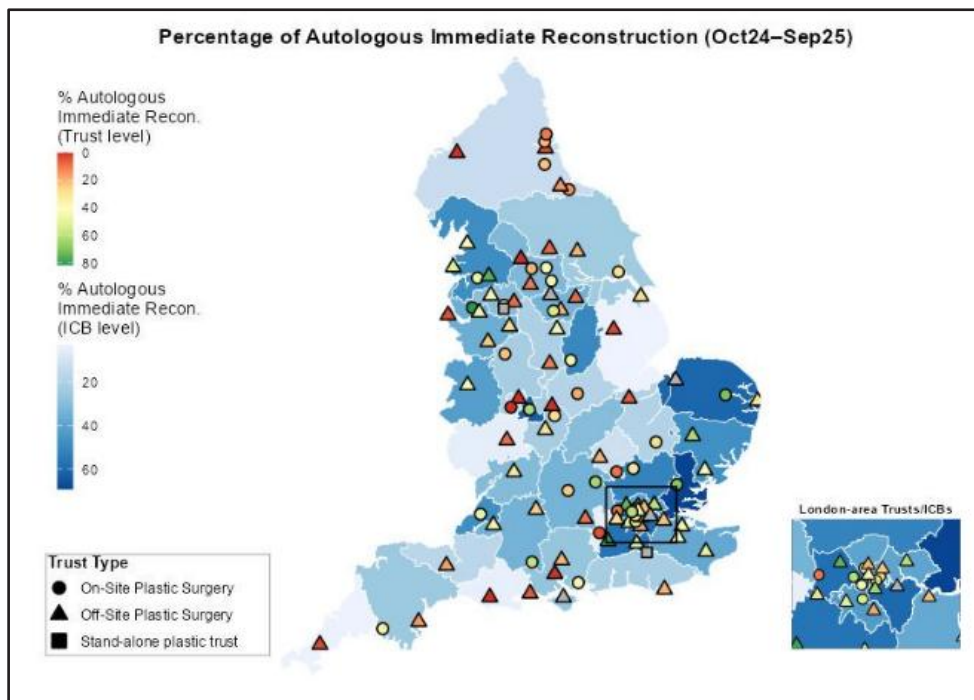 Percentage of Autologous Immediate Reconstruction (Oct24–Sep25)
% Autologous
Immediate Recon.
(Trust level)
0
20
40
60
80
% Autologous
Immediate Recon.
(ICB level)
20
40
60
Trust Type
On-Site Plastic Surgery
Off-Site Plastic Surgery
Stand-alone plastic trust
London-area Trusts/ICBs